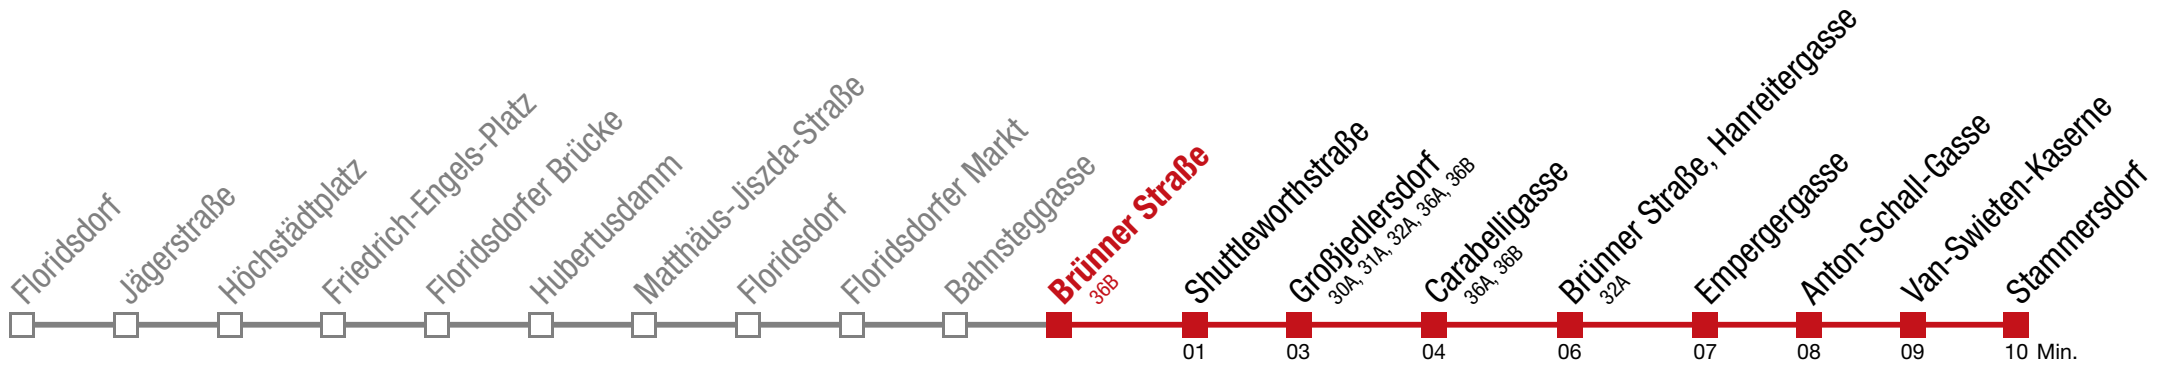 Floridsdorf
Jägerstraße
Höchstädtplatz
Friedrich-Engels-Platz
Floridsdorfer Brücke
Hubertusdamm
Matthäus-Jiszda-Straße
Floridsdorf
Floridsdorfer Markt
Bahnsteggasse
Brünner Straße
36B
Shuttleworthstraße
Großjedlersdorf
30A, 31A, 32A, 36A, 36B
Carabelligasse
36A, 36B
Brünner Straße, Hanreitergasse
32A
Empergergasse
Anton-Schall-Gasse
Van-Swieten-Kaserne
Stammersdorf
01 03 04 06 07 08 09 10 Min.